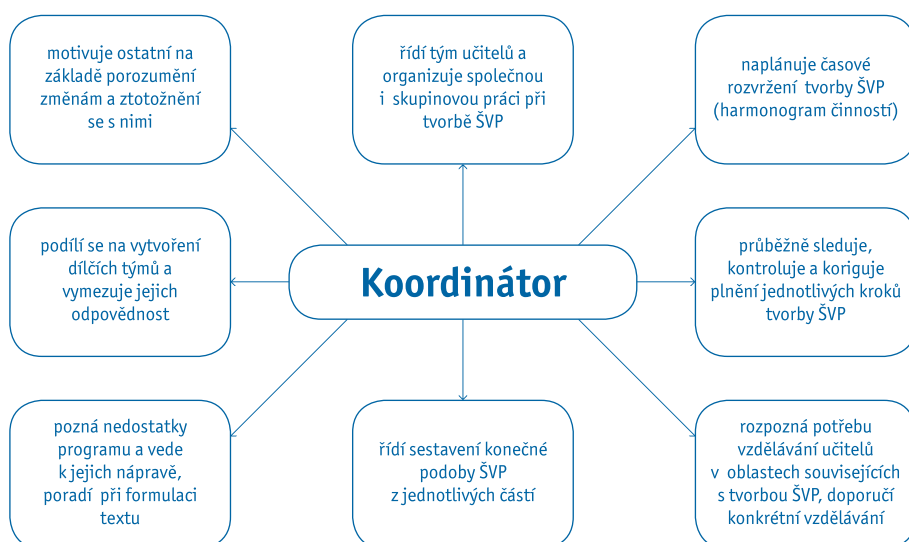 motivuje ostatní na
základě porozumění
změnám a ztotožnění
se s nimi
řídí tým učitelů a
organizuje společnou
i skupinovou práci při
tvorbě ŠVP
naplánuje časové
rozvržení tvorby ŠVP
(harmonogram činností)
podílí se na vytvoření
dílčích týmů a
vymezuje jejich
odpovědnost
Koordinátor
průběžně sleduje,
kontroluje a koriguje
plnění jednotlivých kroků
tvorby ŠVP
pozná nedostatky
programu a vede
k jejich nápravě,
poradí při formulaci
textu
řídí sestavení konečné
podoby ŠVP
z jednotlivých částí
rozpozná potřebu
vzdělávání učitelů
v oblastech souvisejících
s tvorbou ŠVP, doporučí
konkrétní vzdělávání